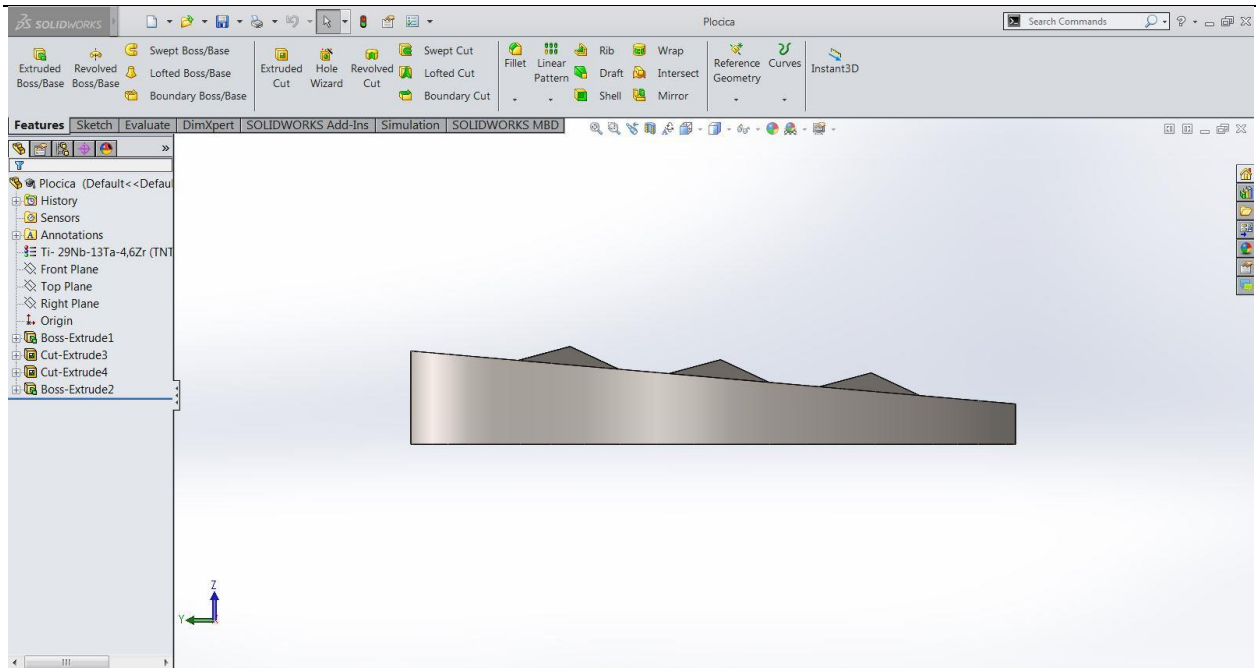 SOLIDWORKS
Plocica
Search Commands
Extruded Boss/Base
Revolved Boss/Base
Swept Boss/Base
Lofted Boss/Base
Boundary Boss/Base
Extruded Cut
Hole Wizard
Revolved Cut
Swept Cut
Lofted Cut
Boundary Cut
Fillet
Linear Pattern
Rib
Draft
Shell
Wrap
Intersect
Mirror
Reference Geometry
Curves
Instant3D
Features Sketch Evaluate DimXpert SOLIDWORKS Add-Ins Simulation SOLIDWORKS MBD
Plocica (Default<<Defaul
History
Sensors
A Annotations
Ti- 29Nb-13Ta-4,6Zr (TNT
Front Plane
Top Plane
Right Plane
Origin
Boss-Extrude1
Cut-Extrude3
Cut-Extrude4
Boss-Extrude2
Z
Y